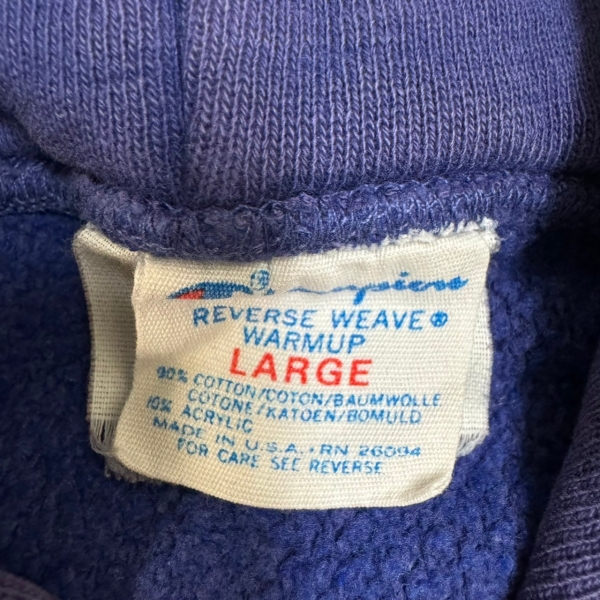 Champion
REVERSE WEAVE®
WARMUP
LARGE
90% COTTON/COTON/BAUMWOLLE
COTONE/KATOEN/BOMULD
10% ACRYLIC
MADE IN U.S.A. • RN 26094
FOR CARE SEE REVERSE